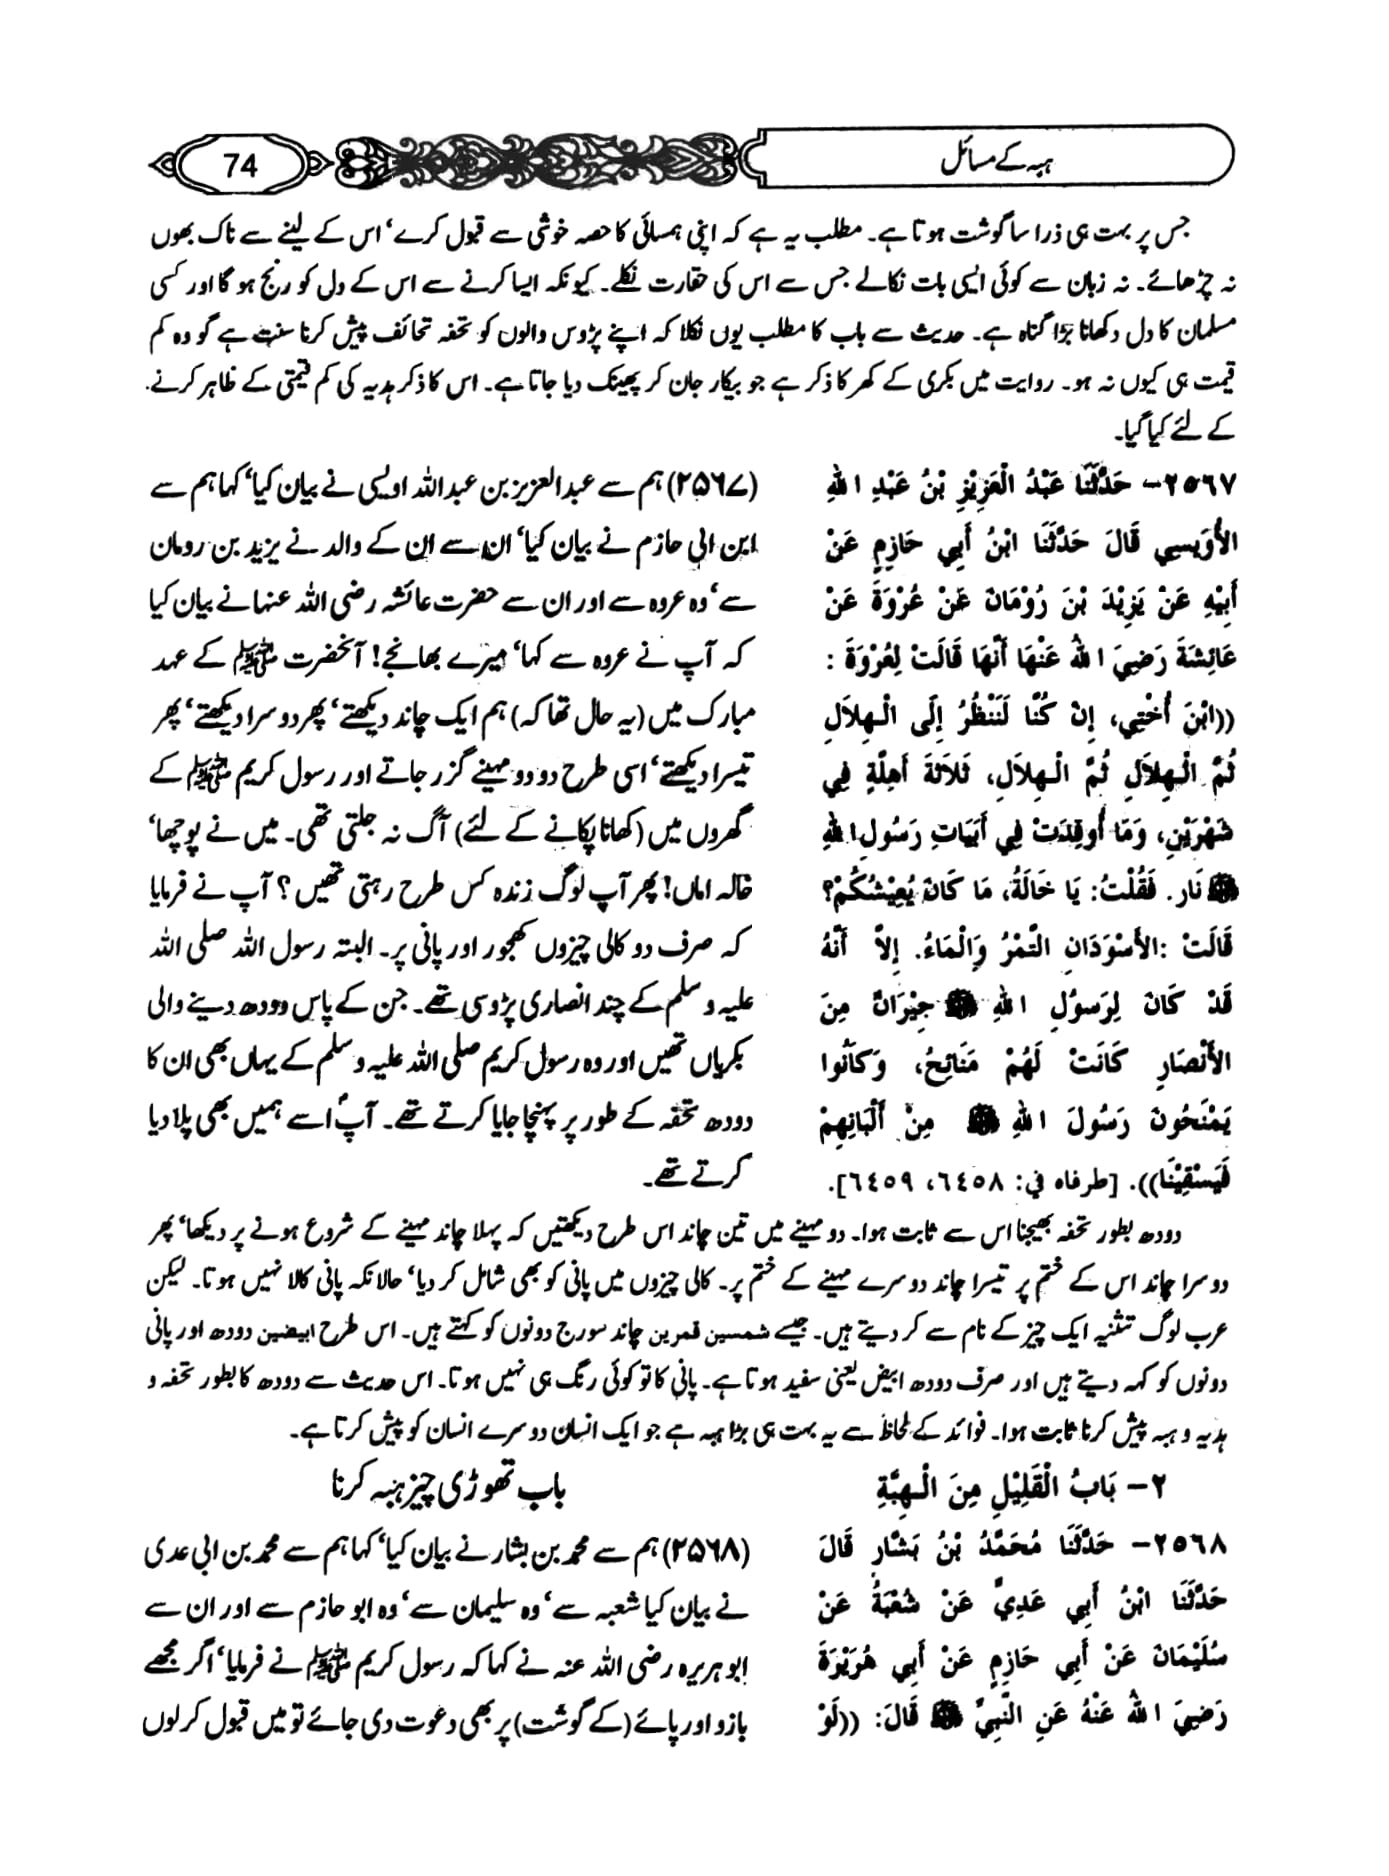 ہبہ کے مسائل
74
جس پر بہت ہی ذرا سا گوشت ہوتا ہے۔ مطلب یہ ہے کہ اپنی ہمسائی کا حصہ خوشی سے قبول کرے‘ اس کے لینے سے ناک بھوں
نہ چڑھائے۔ نہ زبان سے کوئی ایسی بات نکالے جس سے اس کی حقارت نکلے۔ کیونکہ ایسا کرنے سے اس کے دل کو رنج ہو گا اور کسی
مسلمان کا دل دکھانا بڑا گناہ ہے۔ حدیث سے باب کا مطلب یوں نکلا کہ اپنے پڑوس والوں کو تحفہ تحائف پیش کرنا سنت ہے گو وہ کم
قیمت ہی کیوں نہ ہو۔ روایت میں بکری کے کھر کا ذکر ہے جو بیکار جان کر پھینک دیا جاتا ہے۔ اس کا ذکر ہدیہ کی کم قیمتی کے ظاہر کرنے
کے لئے کیا گیا۔
٢٥٦٧- حَدَّثَنَا عَبْدُ الْعَزِيْزِ بْنُ عَبْدِ اللهِ
الأُوَيسِي قَالَ حَدَّثَنَا ابْنُ أَبِي حَازِمٍ عَنْ
أَبِيْهِ عَنْ يَزِيْدَ بْنَ رُوْمَانَ عَنْ عُرْوَةَ عَنْ
عَائِشَةَ رَضِيَ اللهُ عَنْهَا أَنَّهَا قَالَتْ لِعُرْوَةَ :
((ابْنَ أُخْتِي، إِنْ كُنَّا لَنَنْظُرُ إِلَى الْهِلاَلِ
ثُمَّ الْهِلاَلِ ثُمَّ الْهِلاَلِ، ثَلاَثَةَ أَهِلَّةٍ فِي
شَهْرَيْنِ، وَمَا أُوقِدَتْ فِي أَبَيَاتِ رَسُولِ اللهِ
ﷺ نَار. فَقُلْتُ: يَا خَالَةُ، مَا كَانَ يُعِيْشُكُمْ؟
قَالَتْ :الأَسْوَدَانِ التَّمْرُ وَالْمَاءُ. إِلاَّ أَنَّهُ
قَدْ كَانَ لِرَسُوْلِ اللهِ ﷺ جِيْرَانٌ مِنَ
الأَنْصَارِ كَانَتْ لَهُمْ مَنَائِحُ، وَكَانُوا
يَمْنَحُونَ رَسُولَ اللهِ ﷺ مِنْ أَلْبَانِهِمْ
فَيَسْقِيْنَا)). [طرفاه في: ٦٤٥٨، ٦٤٥٩].
(۲۵۶۷) ہم سے عبدالعزیز بن عبداللہ اویسی نے بیان کیا‘ کہا ہم سے
ابن ابی حازم نے بیان کیا‘ ان سے ان کے والد نے یزید بن رومان
سے‘ وہ عروہ سے اور ان سے حضرت عائشہ رضی اللہ عنہا نے بیان کیا
کہ آپ نے عروہ سے کہا‘ میرے بھانجے! آنحضرت ﷺ کے عہد
مبارک میں (یہ حال تھا کہ) ہم ایک چاند دیکھتے‘ پھر دوسرا دیکھتے‘ پھر
تیسرا دیکھتے‘ اسی طرح دو دو مہینے گزر جاتے اور رسول کریم ﷺ کے
گھروں میں (کھانا پکانے کے لئے) آگ نہ جلتی تھی۔ میں نے پوچھا‘
خالہ اماں! پھر آپ لوگ زندہ کس طرح رہتی تھیں؟ آپ نے فرمایا
کہ صرف دو کالی چیزوں کھجور اور پانی پر۔ البتہ رسول اللہ صلی اللہ
علیہ و سلم کے چند انصاری پڑوسی تھے۔ جن کے پاس دودھ دینے والی
بکریاں تھیں اور وہ رسول کریم صلی اللہ علیہ و سلم کے یہاں بھی ان کا
دودھ تحفہ کے طور پر پہنچا جایا کرتے تھے۔ آپؐ اسے ہمیں بھی پلا دیا
کرتے تھے۔
دودھ بطور تحفہ بھیجنا اس سے ثابت ہوا۔ دو مہینے میں تین چاند اس طرح دیکھتیں کہ پہلا چاند مہینے کے شروع ہونے پر دیکھا‘ پھر
دوسرا چاند اس کے ختم پر تیسرا چاند دوسرے مہینے کے ختم پر۔ کالی چیزوں میں پانی کو بھی شامل کر دیا‘ حالانکہ پانی کالا نہیں ہوتا۔ لیکن
عرب لوگ تثنیہ ایک چیز کے نام سے کر دیتے ہیں۔ جیسے شمسین قمرین چاند سورج دونوں کو کہتے ہیں۔ اس طرح ابیضین دودھ اور پانی
دونوں کو کہہ دیتے ہیں اور صرف دودھ ابیض یعنی سفید ہوتا ہے۔ پانی کا تو کوئی رنگ ہی نہیں ہوتا۔ اس حدیث سے دودھ کا بطور تحفہ و
ہدیہ و ہبہ پیش کرنا ثابت ہوا۔ فوائد کے لحاظ سے یہ بہت ہی بڑا ہبہ ہے جو ایک انسان دوسرے انسان کو پیش کرتا ہے۔
٢- بَابُ الْقَلِيْلِ مِنَ الْهِبَّةِ
باب تھوڑی چیز ہبہ کرنا
٢٥٦٨- حَدَّثَنَا مُحَمَّدُ بْنُ بَشَّارِ قَالَ
حَدَّثَنَا ابْنُ أَبِي عَدِيٍّ عَنْ شُعْبَةُ عَنْ
سُلَيْمَانَ عَنْ أَبِي حَازِمٍ عَنْ أَبِي هُرَيْرَةَ
رَضِيَ اللهُ عَنْهُ عَنِ النَّبِيِّ ﷺ قَالَ: ((لَوْ
(۲۵۶۸) ہم سے محمد بن بشار نے بیان کیا‘ کہا ہم سے محمد بن ابی عدی
نے بیان کیا شعبہ سے‘ وہ سلیمان سے‘ وہ ابو حازم سے اور ان سے
ابو ہریرہ رضی اللہ عنہ نے کہا کہ رسول کریم ﷺ نے فرمایا‘ اگر مجھے
بازو اور پائے (کے گوشت) پر بھی دعوت دی جائے تو میں قبول کر لوں